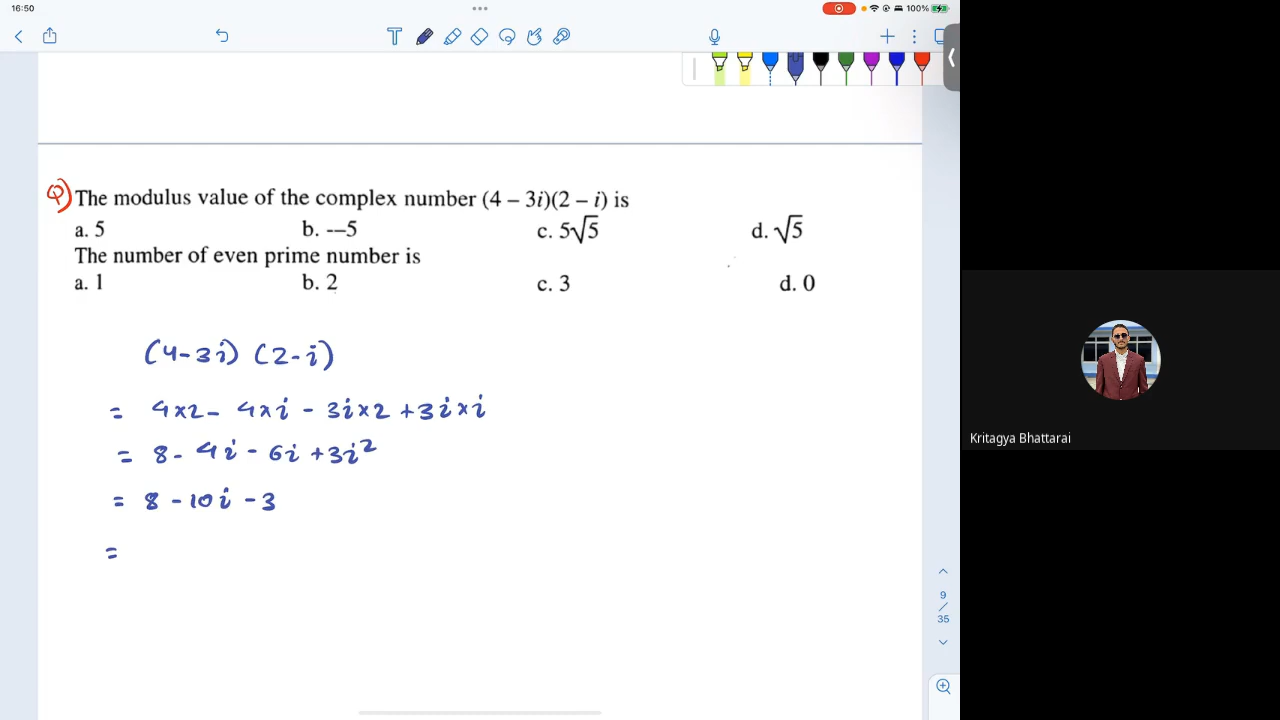 16:50
100%
T
Q) The modulus value of the complex number (4 – 3i)(2 – i) is
a. 5 b. -–5 c. 5√5 d. √5
The number of even prime number is
a. 1 b. 2 c. 3 d. 0
(4-3i) (2-i)
= 4×2 - 4×i - 3i×2 +3i×i
= 8 - 4i - 6i +3i²
= 8 - 10i - 3
=
9
/
35
Kritagya Bhattarai